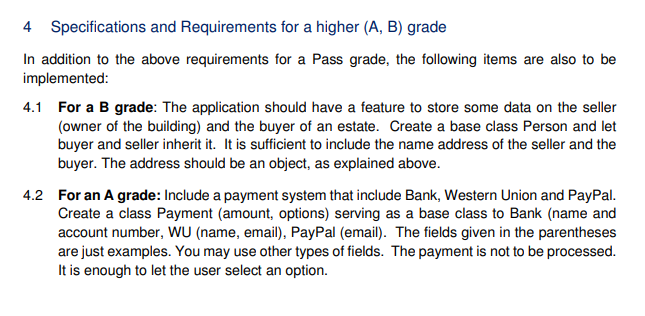 4 Specifications and Requirements for a higher (A, B) grade
In addition to the above requirements for a Pass grade, the following items are also to be
implemented:
4.1 For a B grade: The application should have a feature to store some data on the seller
(owner of the building) and the buyer of an estate. Create a base class Person and let
buyer and seller inherit it. It is sufficient to include the name address of the seller and the
buyer. The address should be an object, as explained above.
4.2 For an A grade: Include a payment system that include Bank, Western Union and PayPal.
Create a class Payment (amount, options) serving as a base class to Bank (name and
account number, WU (name, email), PayPal (email). The fields given in the parentheses
are just examples. You may use other types of fields. The payment is not to be processed.
It is enough to let the user select an option.